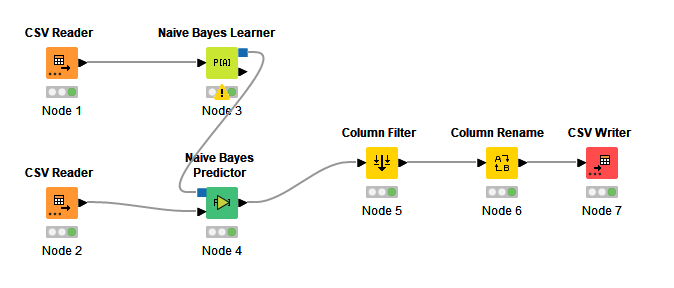 CSV Reader
Node 1
Naive Bayes Learner
P(A)
Node 3
CSV Reader
Node 2
Naive Bayes
Predictor
Node 4
Column Filter
Node 5
Column Rename
A
B
Node 6
CSV Writer
Node 7